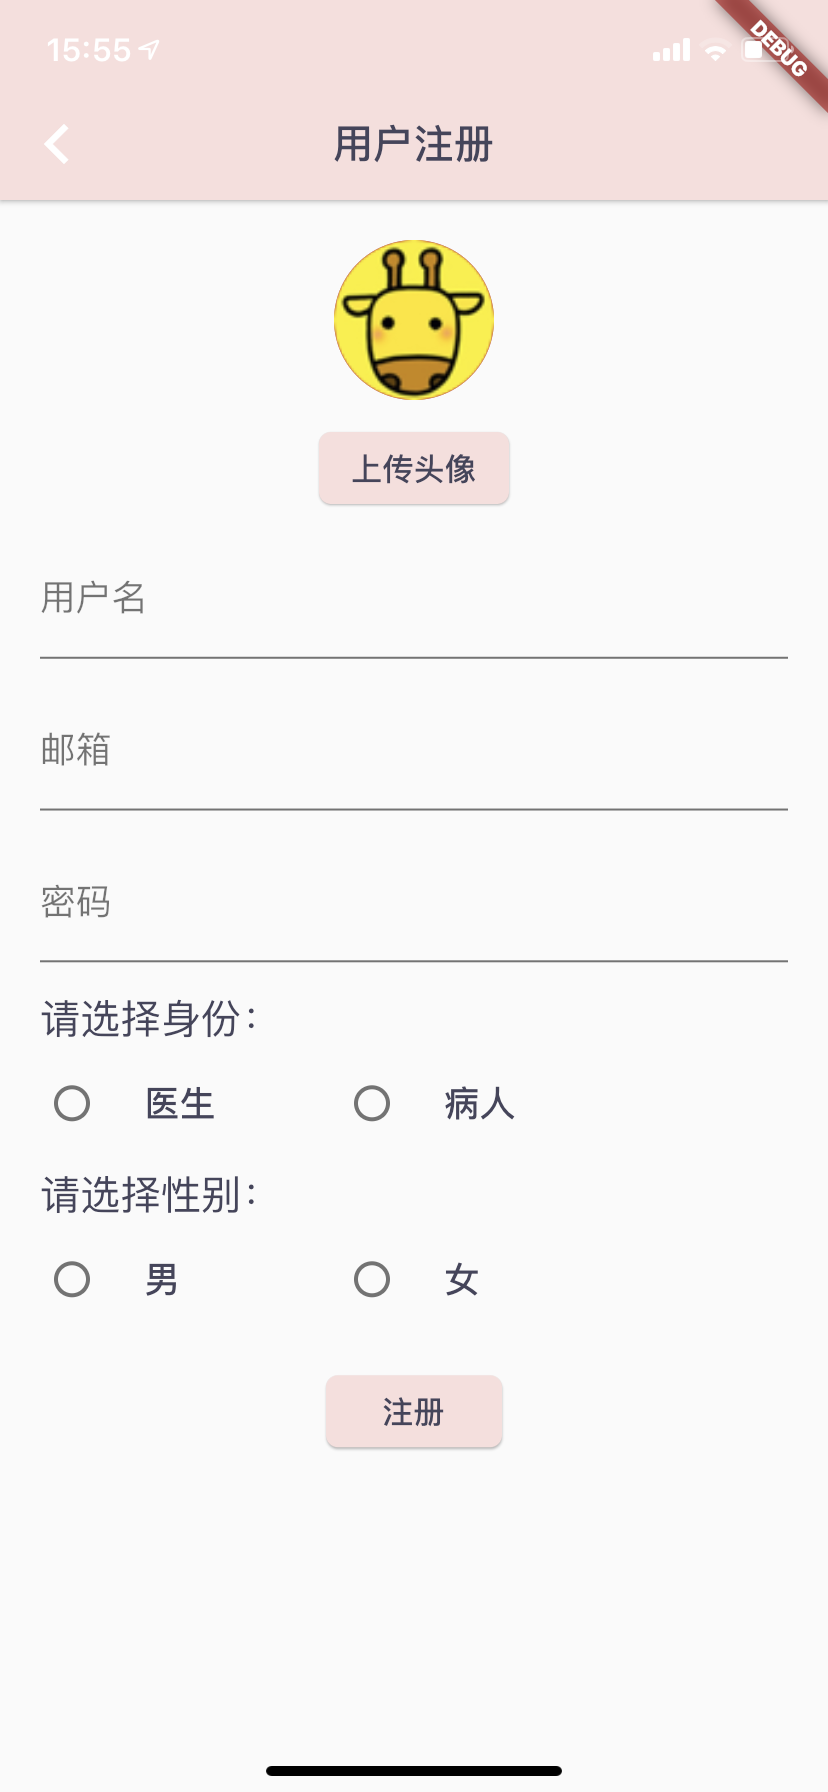 15:55
DEBUG
用户注册
上传头像
用户名
邮箱
密码
请选择身份：
医生 病人
请选择性别：
男 女
注册